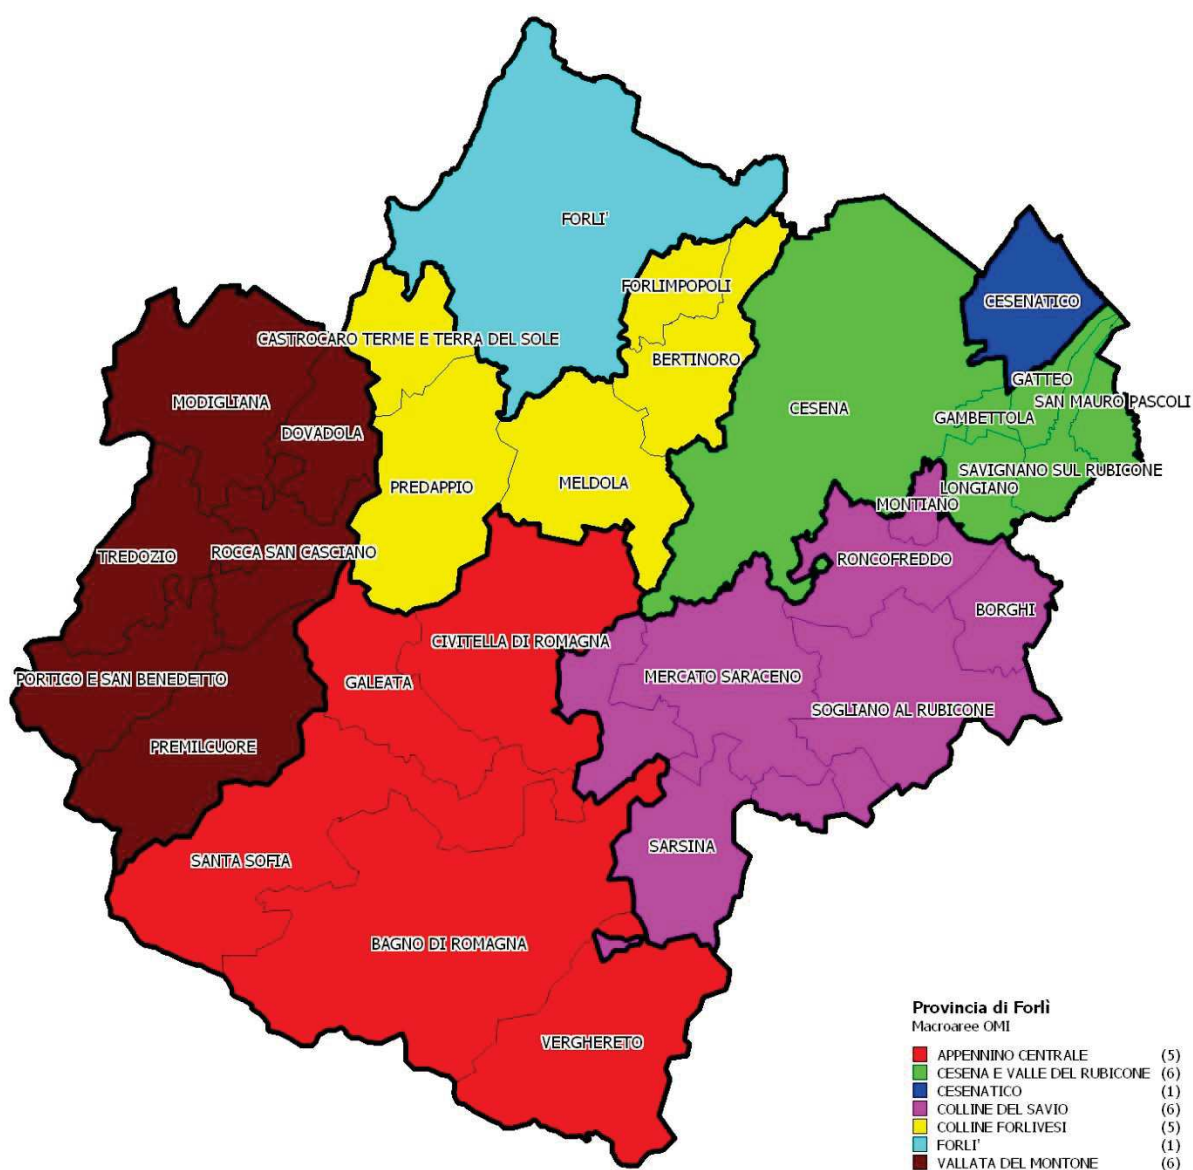 FORLI'
FORLIMPOPOLI
CESENATICO
CASTROCARO TERME E TERRA DEL SOLE
BERTINORO
GATTEO
MODIGLIANA
SAN MAURO PASCOLI
CESENA
GAMBETTOLA
DOVADOLA
SAVIGNANO SUL RUBICONE
PREDAPPIO
MELDOLA
LONGIANO
MONTIANO
TREDOZIO
ROCCA SAN CASCIANO
RONCOFREDDO
BORGHI
CIVITELLA DI ROMAGNA
PORTICO E SAN BENEDETTO
GALEATA
MERCATO SARACENO
SOGLIANO AL RUBICONE
PREMILCUORE
SARSINA
SANTA SOFIA
BAGNO DI ROMAGNA
VERGHERETO
Provincia di Forlì
Macroaree OMI
APPENNINO CENTRALE (5)
CESENA E VALLE DEL RUBICONE (6)
CESENATICO (1)
COLLINE DEL SAVIO (6)
COLLINE FORLIVESI (5)
FORLI' (1)
VALLATA DEL MONTONE (6)